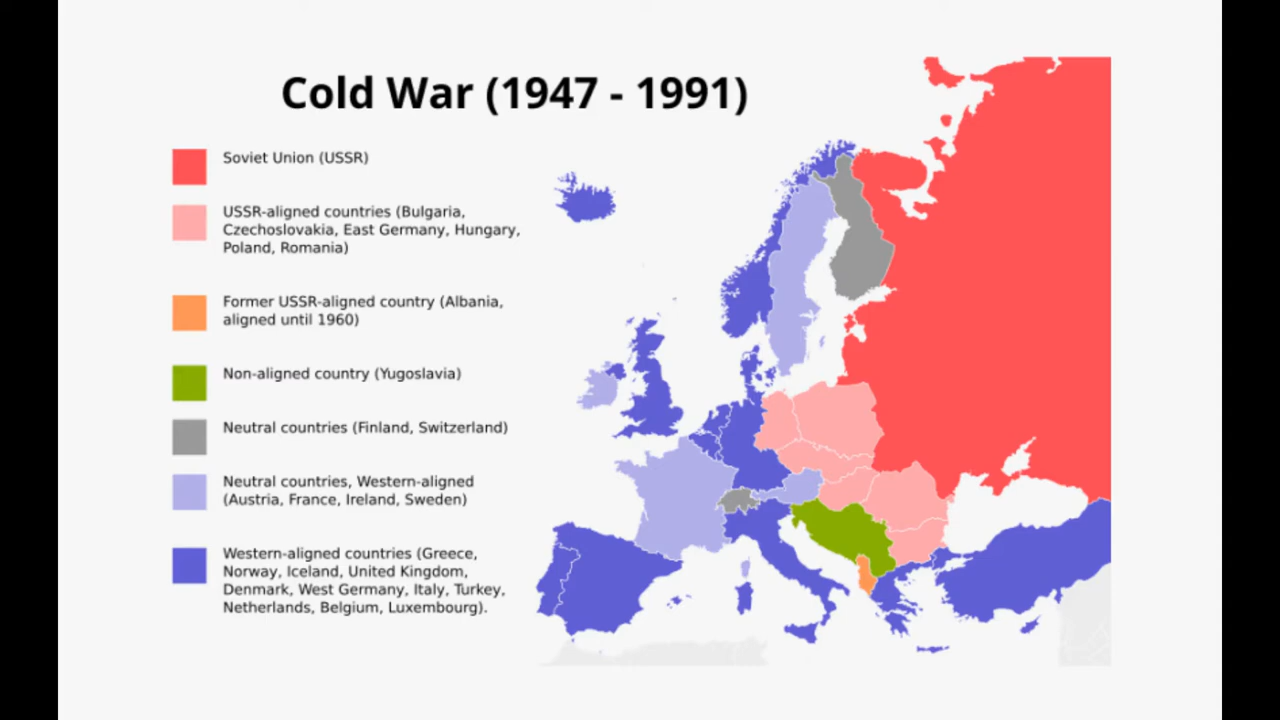 Cold War (1947 - 1991)
Soviet Union (USSR)
USSR-aligned countries (Bulgaria,
Czechoslovakia, East Germany, Hungary,
Poland, Romania)
Former USSR-aligned country (Albania,
aligned until 1960)
Non-aligned country (Yugoslavia)
Neutral countries (Finland, Switzerland)
Neutral countries, Western-aligned
(Austria, France, Ireland, Sweden)
Western-aligned countries (Greece,
Norway, Iceland, United Kingdom,
Denmark, West Germany, Italy, Turkey,
Netherlands, Belgium, Luxembourg).